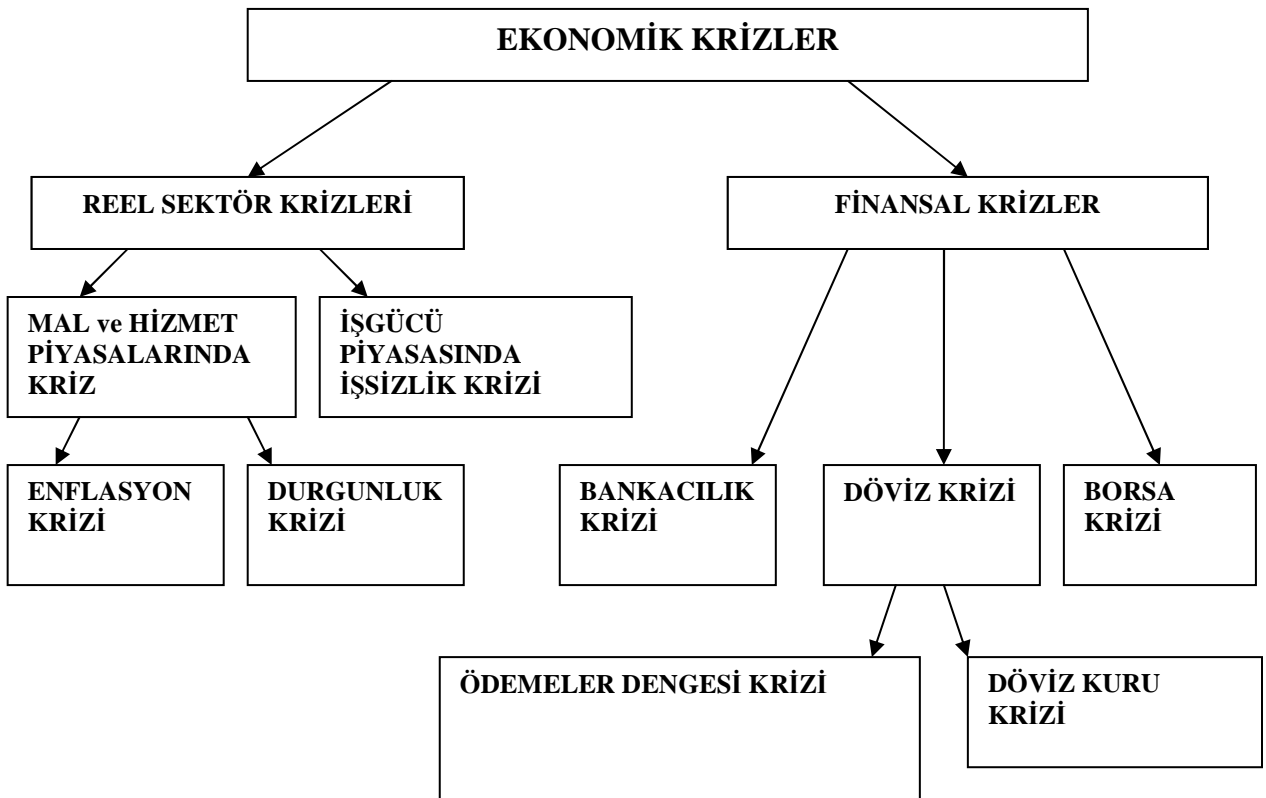 EKONOMİK KRİZLER
REEL SEKTÖR KRİZLERİ
FİNANSAL KRİZLER
MAL ve HİZMET
PİYASALARINDA
KRİZ
İŞGÜCÜ
PİYASASINDA
İŞSİZLİK KRİZİ
ENFLASYON
KRİZİ
DURGUNLUK
KRİZİ
BANKACILIK
KRİZİ
DÖVİZ KRİZİ
BORSA
KRİZİ
ÖDEMELER DENGESİ KRİZİ
DÖVİZ KURU
KRİZİ